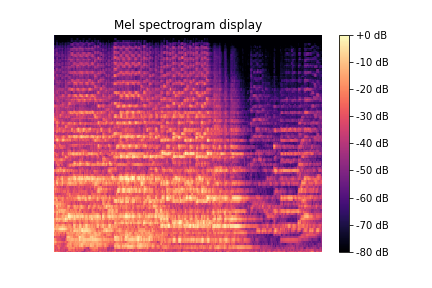 Mel spectrogram display
+0 dB
-10 dB
-20 dB
-30 dB
-40 dB
-50 dB
-60 dB
-70 dB
-80 dB